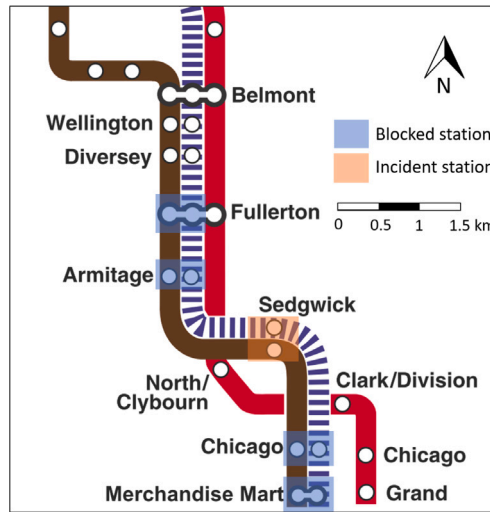 N
Belmont
Wellington
Diversey
Blocked station
Incident station
0 0.5 1 1.5 km
Fullerton
Armitage
Sedgwick
North/
Clybourn
Clark/Division
Chicago
Chicago
Merchandise Mart
Grand